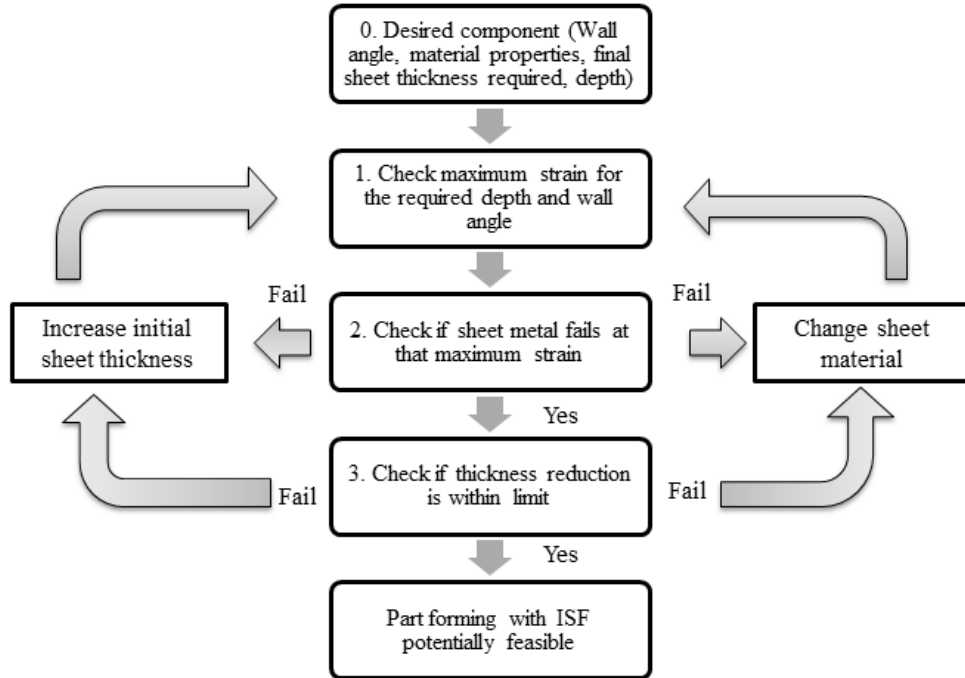 0. Desired component (Wall
angle, material properties, final
sheet thickness required, depth)
1. Check maximum strain for
the required depth and wall
angle
Fail
Fail
Increase initial
sheet thickness
2. Check if sheet metal fails at
that maximum strain
Change sheet
material
Yes
Fail
3. Check if thickness reduction
is within limit
Fail
Yes
Part forming with ISF
potentially feasible